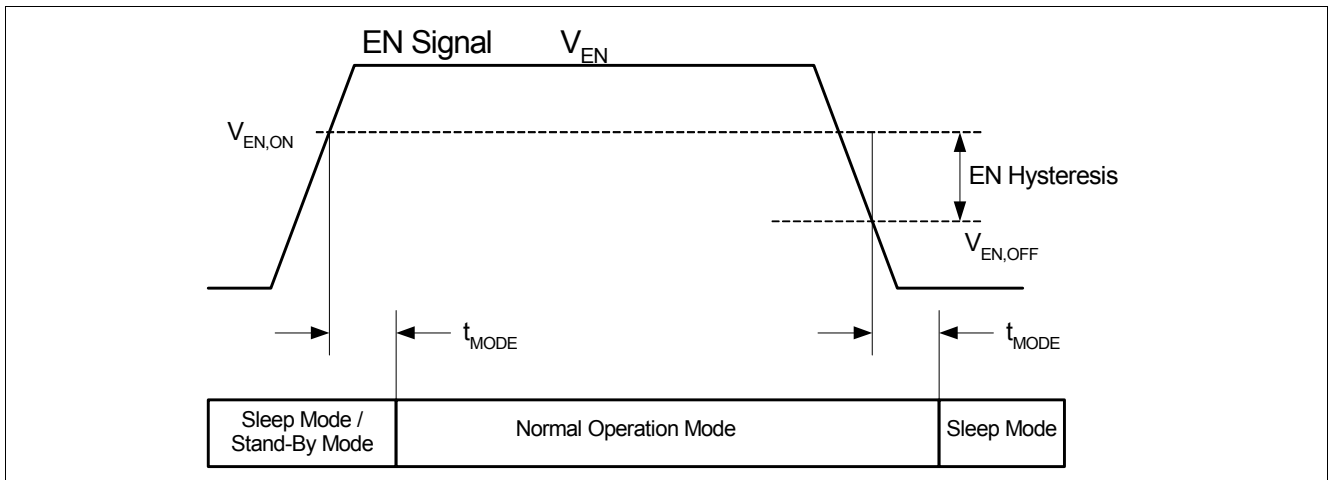 EN Signal V_EN
V_EN,ON
EN Hysteresis
V_EN,OFF
t_MODE
t_MODE
Sleep Mode /
Stand-By Mode
Normal Operation Mode
Sleep Mode